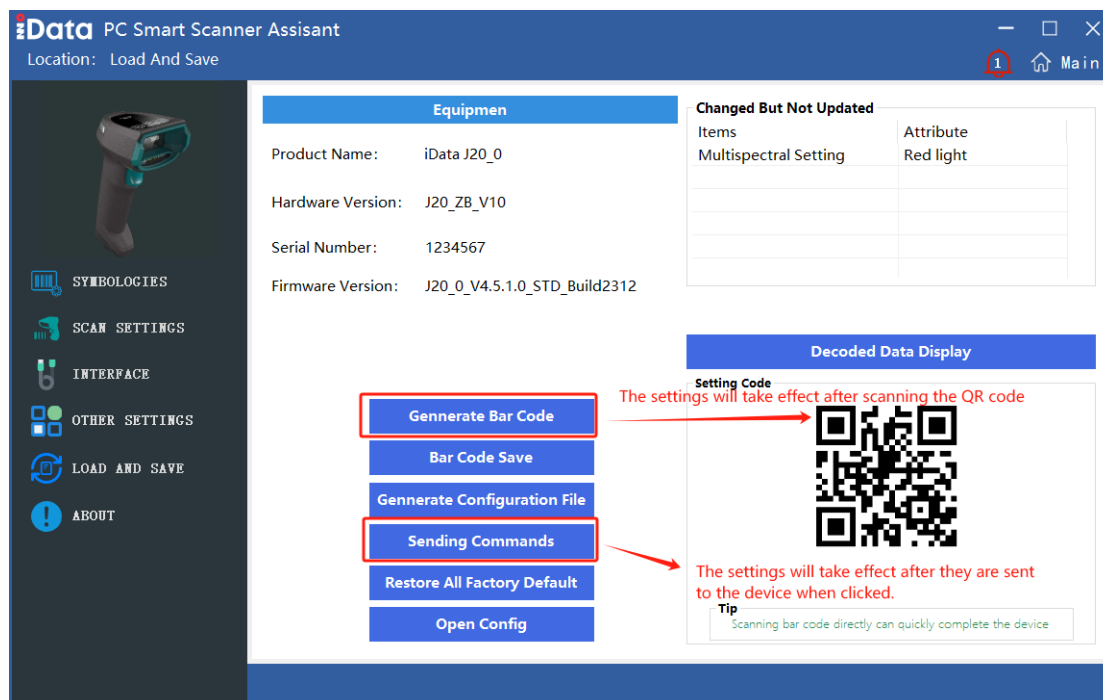 iData PC Smart Scanner Assisant
Location: Load And Save
1
Main
SYMBOLOGIES
SCAN SETTINGS
INTERFACE
OTHER SETTINGS
LOAD AND SAVE
ABOUT
Equipmen
Product Name: iData J20_0
Hardware Version: J20_ZB_V10
Serial Number: 1234567
Firmware Version: J20_0_V4.5.1.0_STD_Build2312
Gennerate Bar Code
Bar Code Save
Gennerate Configuration File
Sending Commands
Restore All Factory Default
Open Config
Changed But Not Updated
Items Attribute
Multispectral Setting Red light
Decoded Data Display
Setting Code
The settings will take effect after scanning the QR code
The settings will take effect after they are sent
to the device when clicked.
Tip
Scanning bar code directly can quickly complete the device